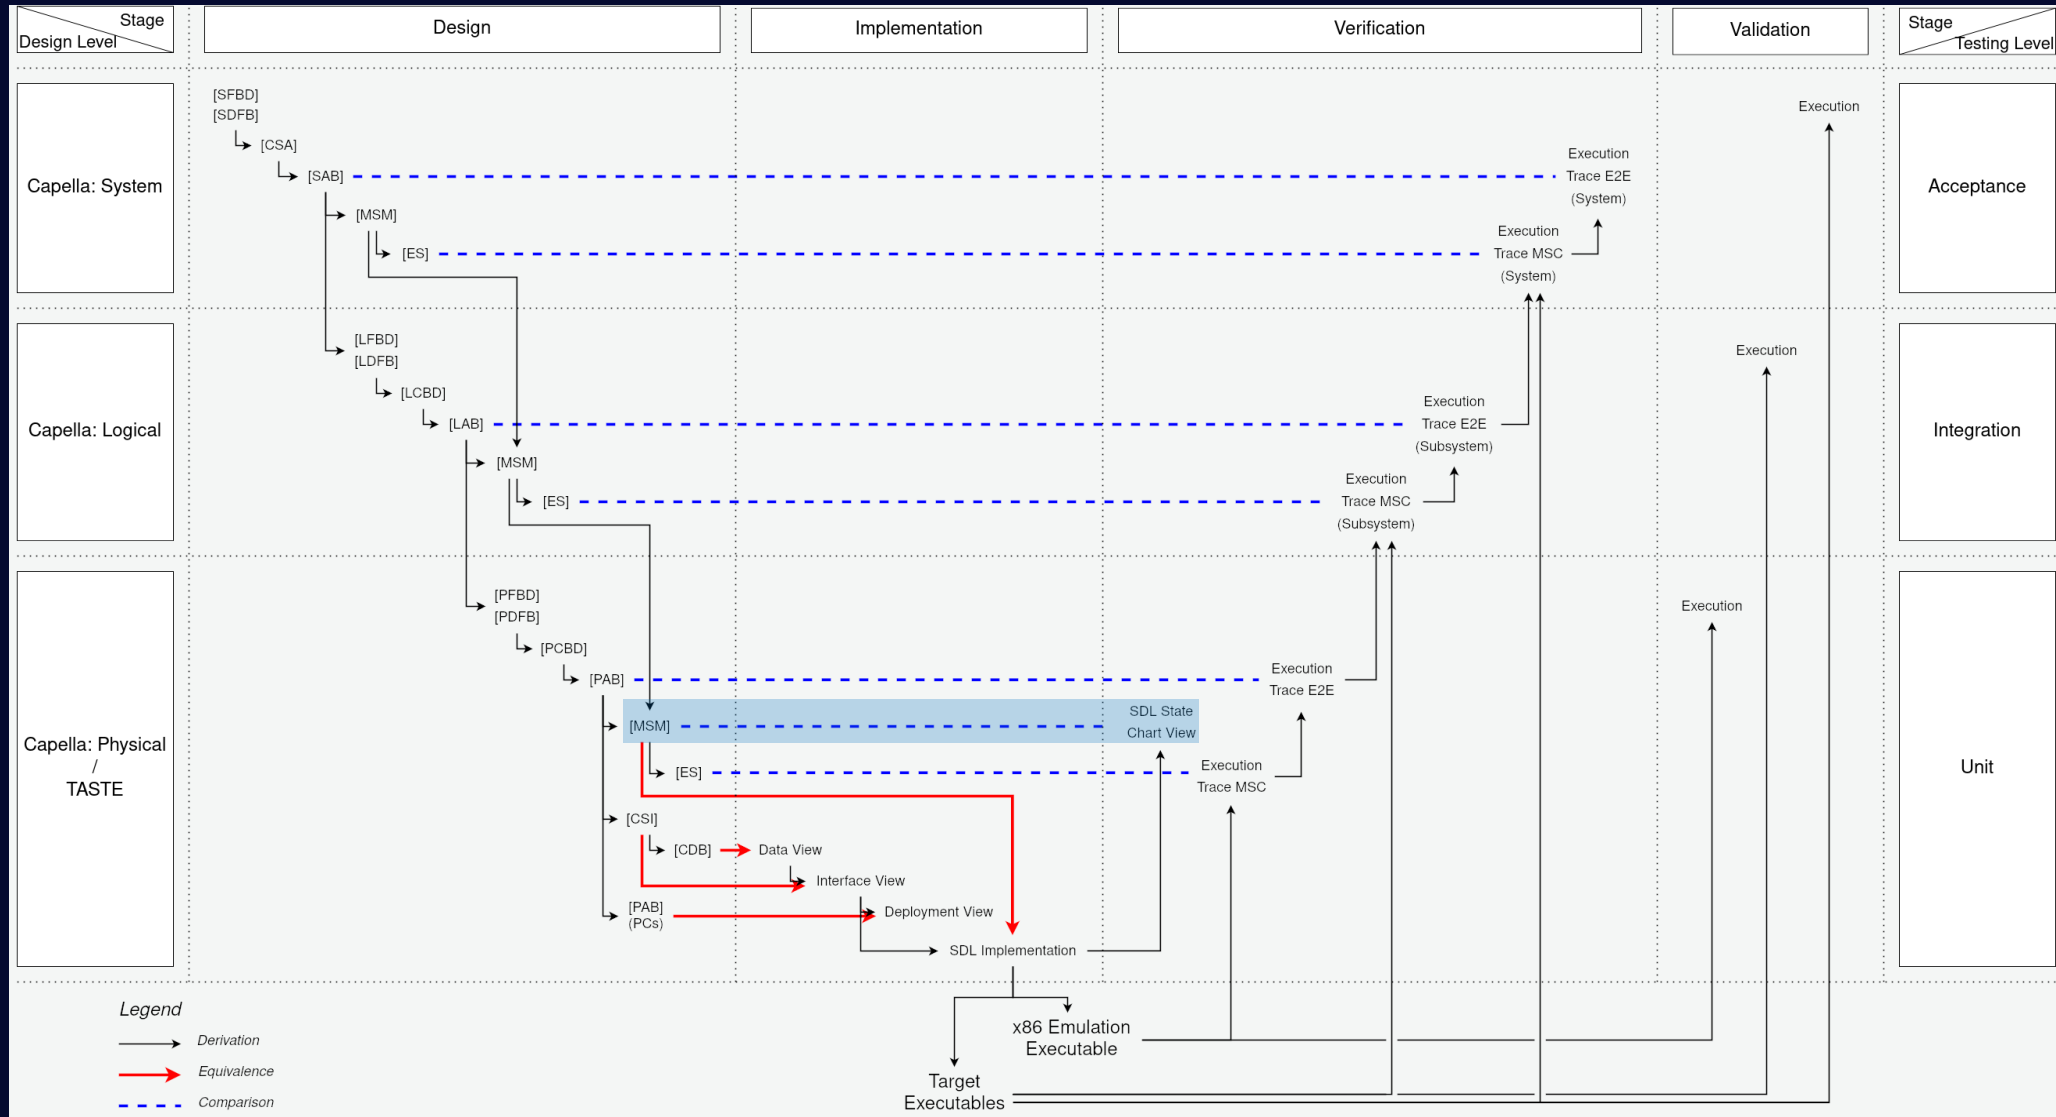 Stage
Design Level
Design
Implementation
Verification
Validation
Stage
Testing Level
Capella: System
[SFBD]
[SDFB]
[CSA]
[SAB]
[MSM]
[ES]
Execution
Trace MSC
(System)
Execution
Trace E2E
(System)
Execution
Acceptance
Capella: Logical
[LFBD]
[LDFB]
[LCBD]
[LAB]
[MSM]
[ES]
Execution
Trace MSC
(Subsystem)
Execution
Trace E2E
(Subsystem)
Execution
Integration
Capella: Physical
/
TASTE
[PFBD]
[PDFB]
[PCBD]
[PAB]
[MSM]
[ES]
[CSI]
[CDB]
[PAB]
(PCs)
Data View
Interface View
Deployment View
SDL Implementation
SDL State
Chart View
Execution
Trace MSC
Execution
Trace E2E
Execution
Unit
x86 Emulation
Executable
Target
Executables
Legend
Derivation
Equivalence
Comparison